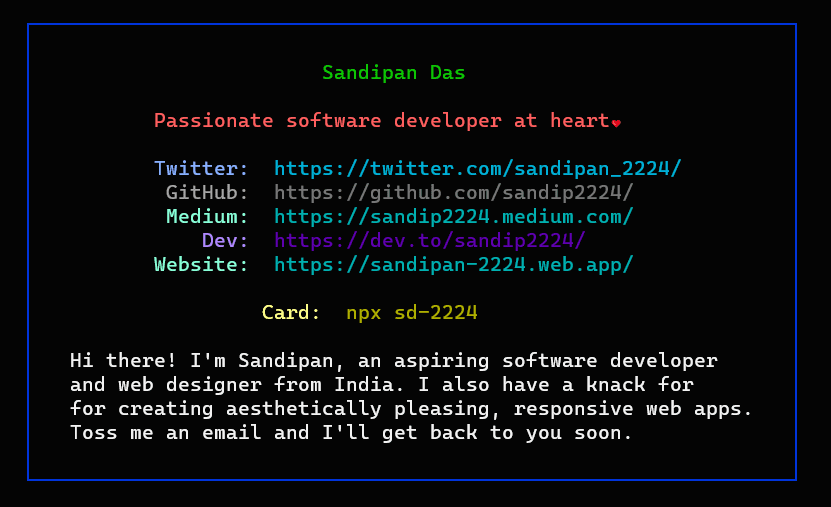 Sandipan Das
Passionate software developer at heart❤
Twitter: https://twitter.com/sandipan_2224/
GitHub: https://github.com/sandip2224/
Medium: https://sandip2224.medium.com/
Dev: https://dev.to/sandip2224/
Website: https://sandipan-2224.web.app/
Card: npx sd-2224
Hi there! I'm Sandipan, an aspiring software developer
and web designer from India. I also have a knack for
for creating aesthetically pleasing, responsive web apps.
Toss me an email and I'll get back to you soon.